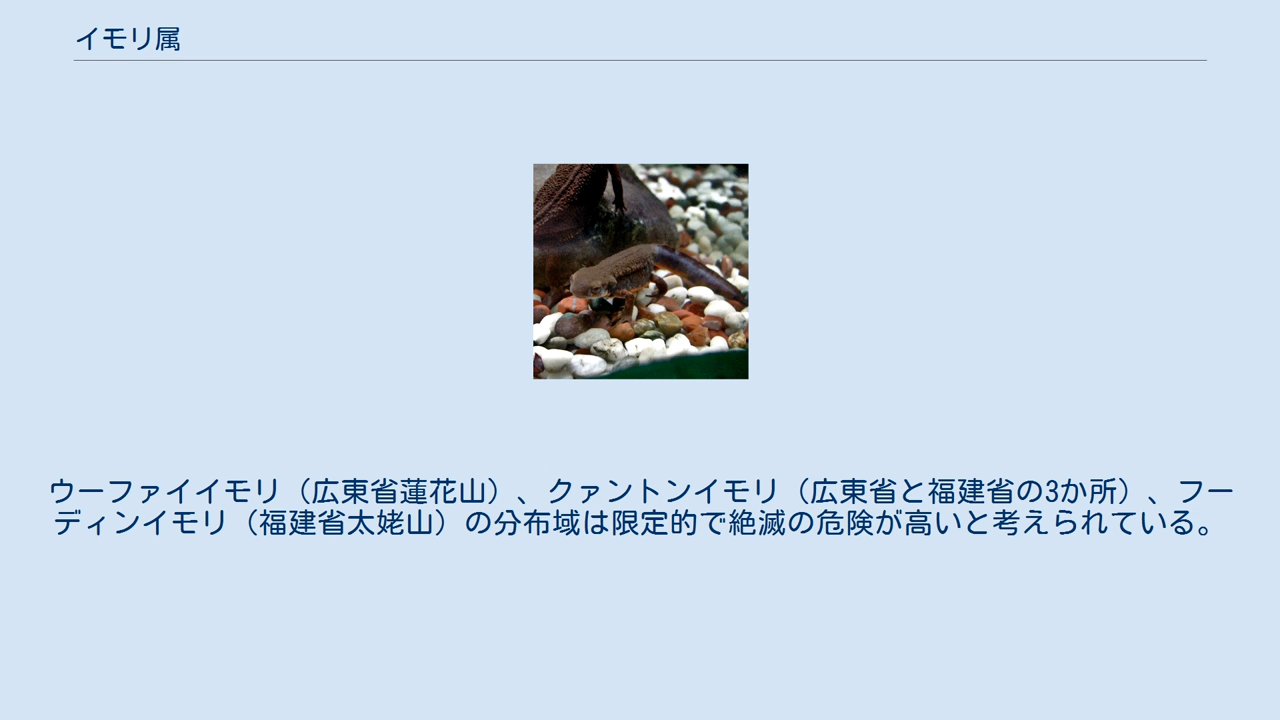 イモリ属
ウーファイイモリ（広東省蓮花山）、クァントンイモリ（広東省と福建省の3か所）、フー
ディンイモリ（福建省太姥山）の分布域は限定的で絶滅の危険が高いと考えられている。